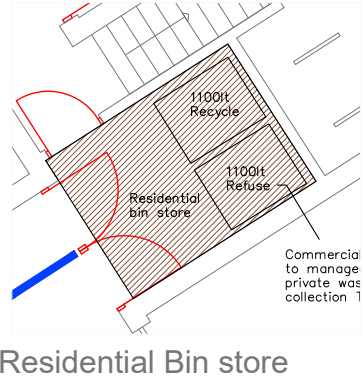 1100lt
Recycle
1100lt
Refuse
Residential
bin store
Commercial
to manage
private was
collection
Residential Bin store